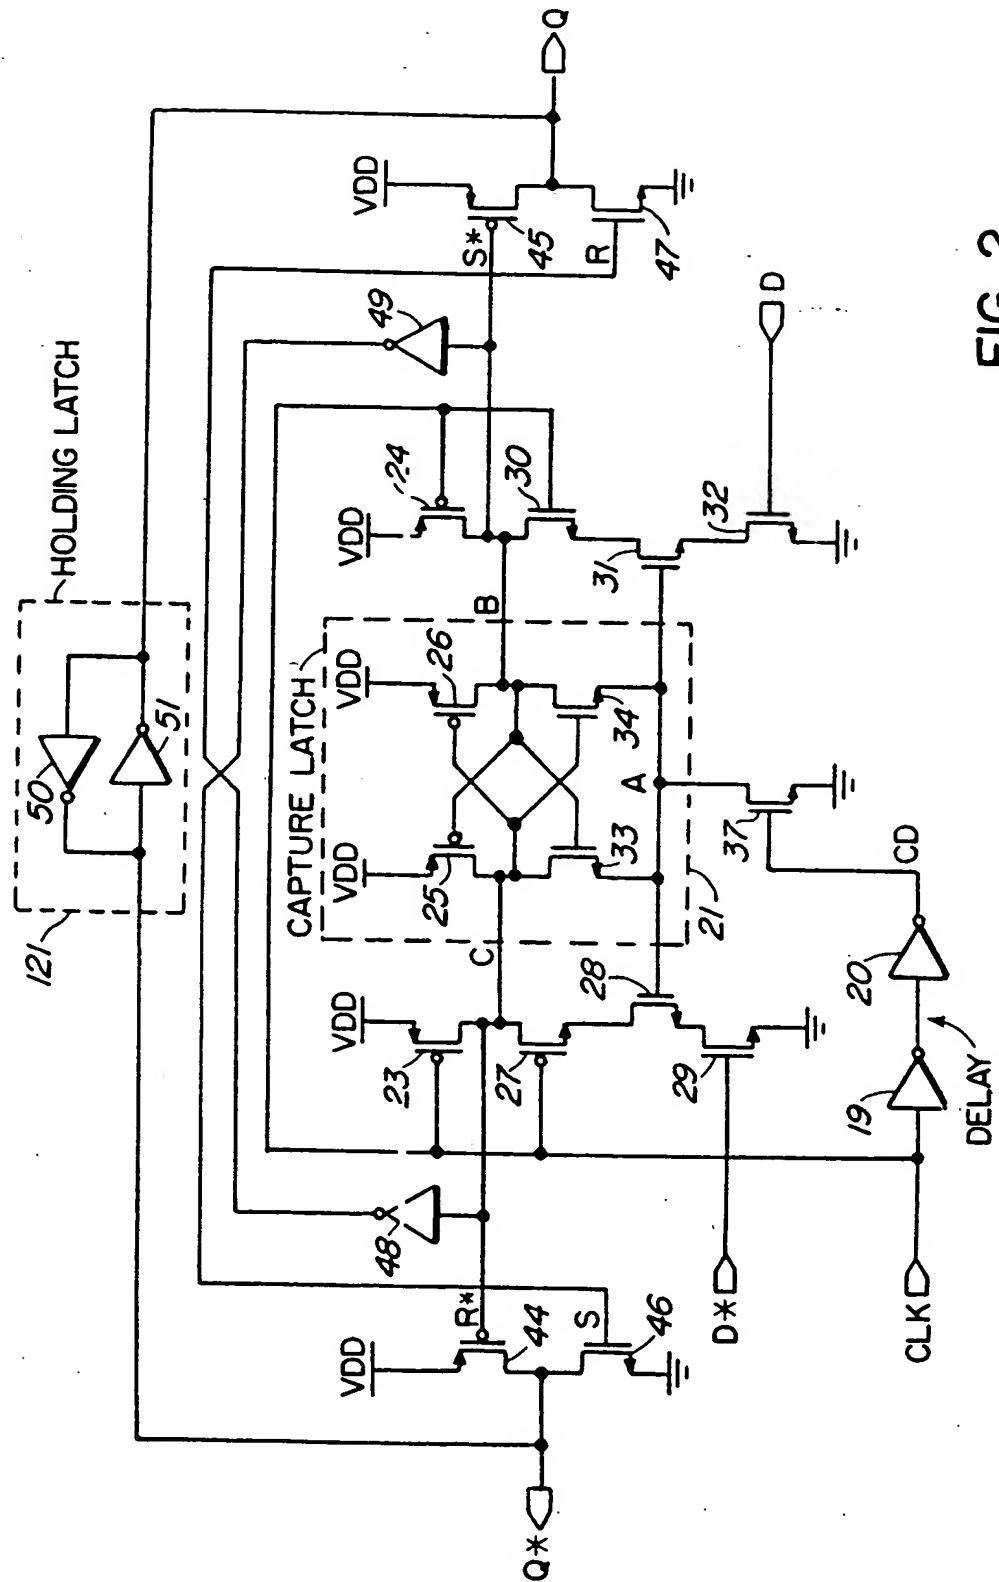 HOLDING LATCH
121
50
51
CAPTURE LATCH
VDD
VDD
VDD
VDD
VDD
VDD
Q*
Q
R*
S*
S
R
44
45
46
47
48
49
23
24
25
26
27
28
29
30
31
32
33
34
37
21
A
B
C
D*
D
CLK
19
20
CD
DELAY
FIG. 2